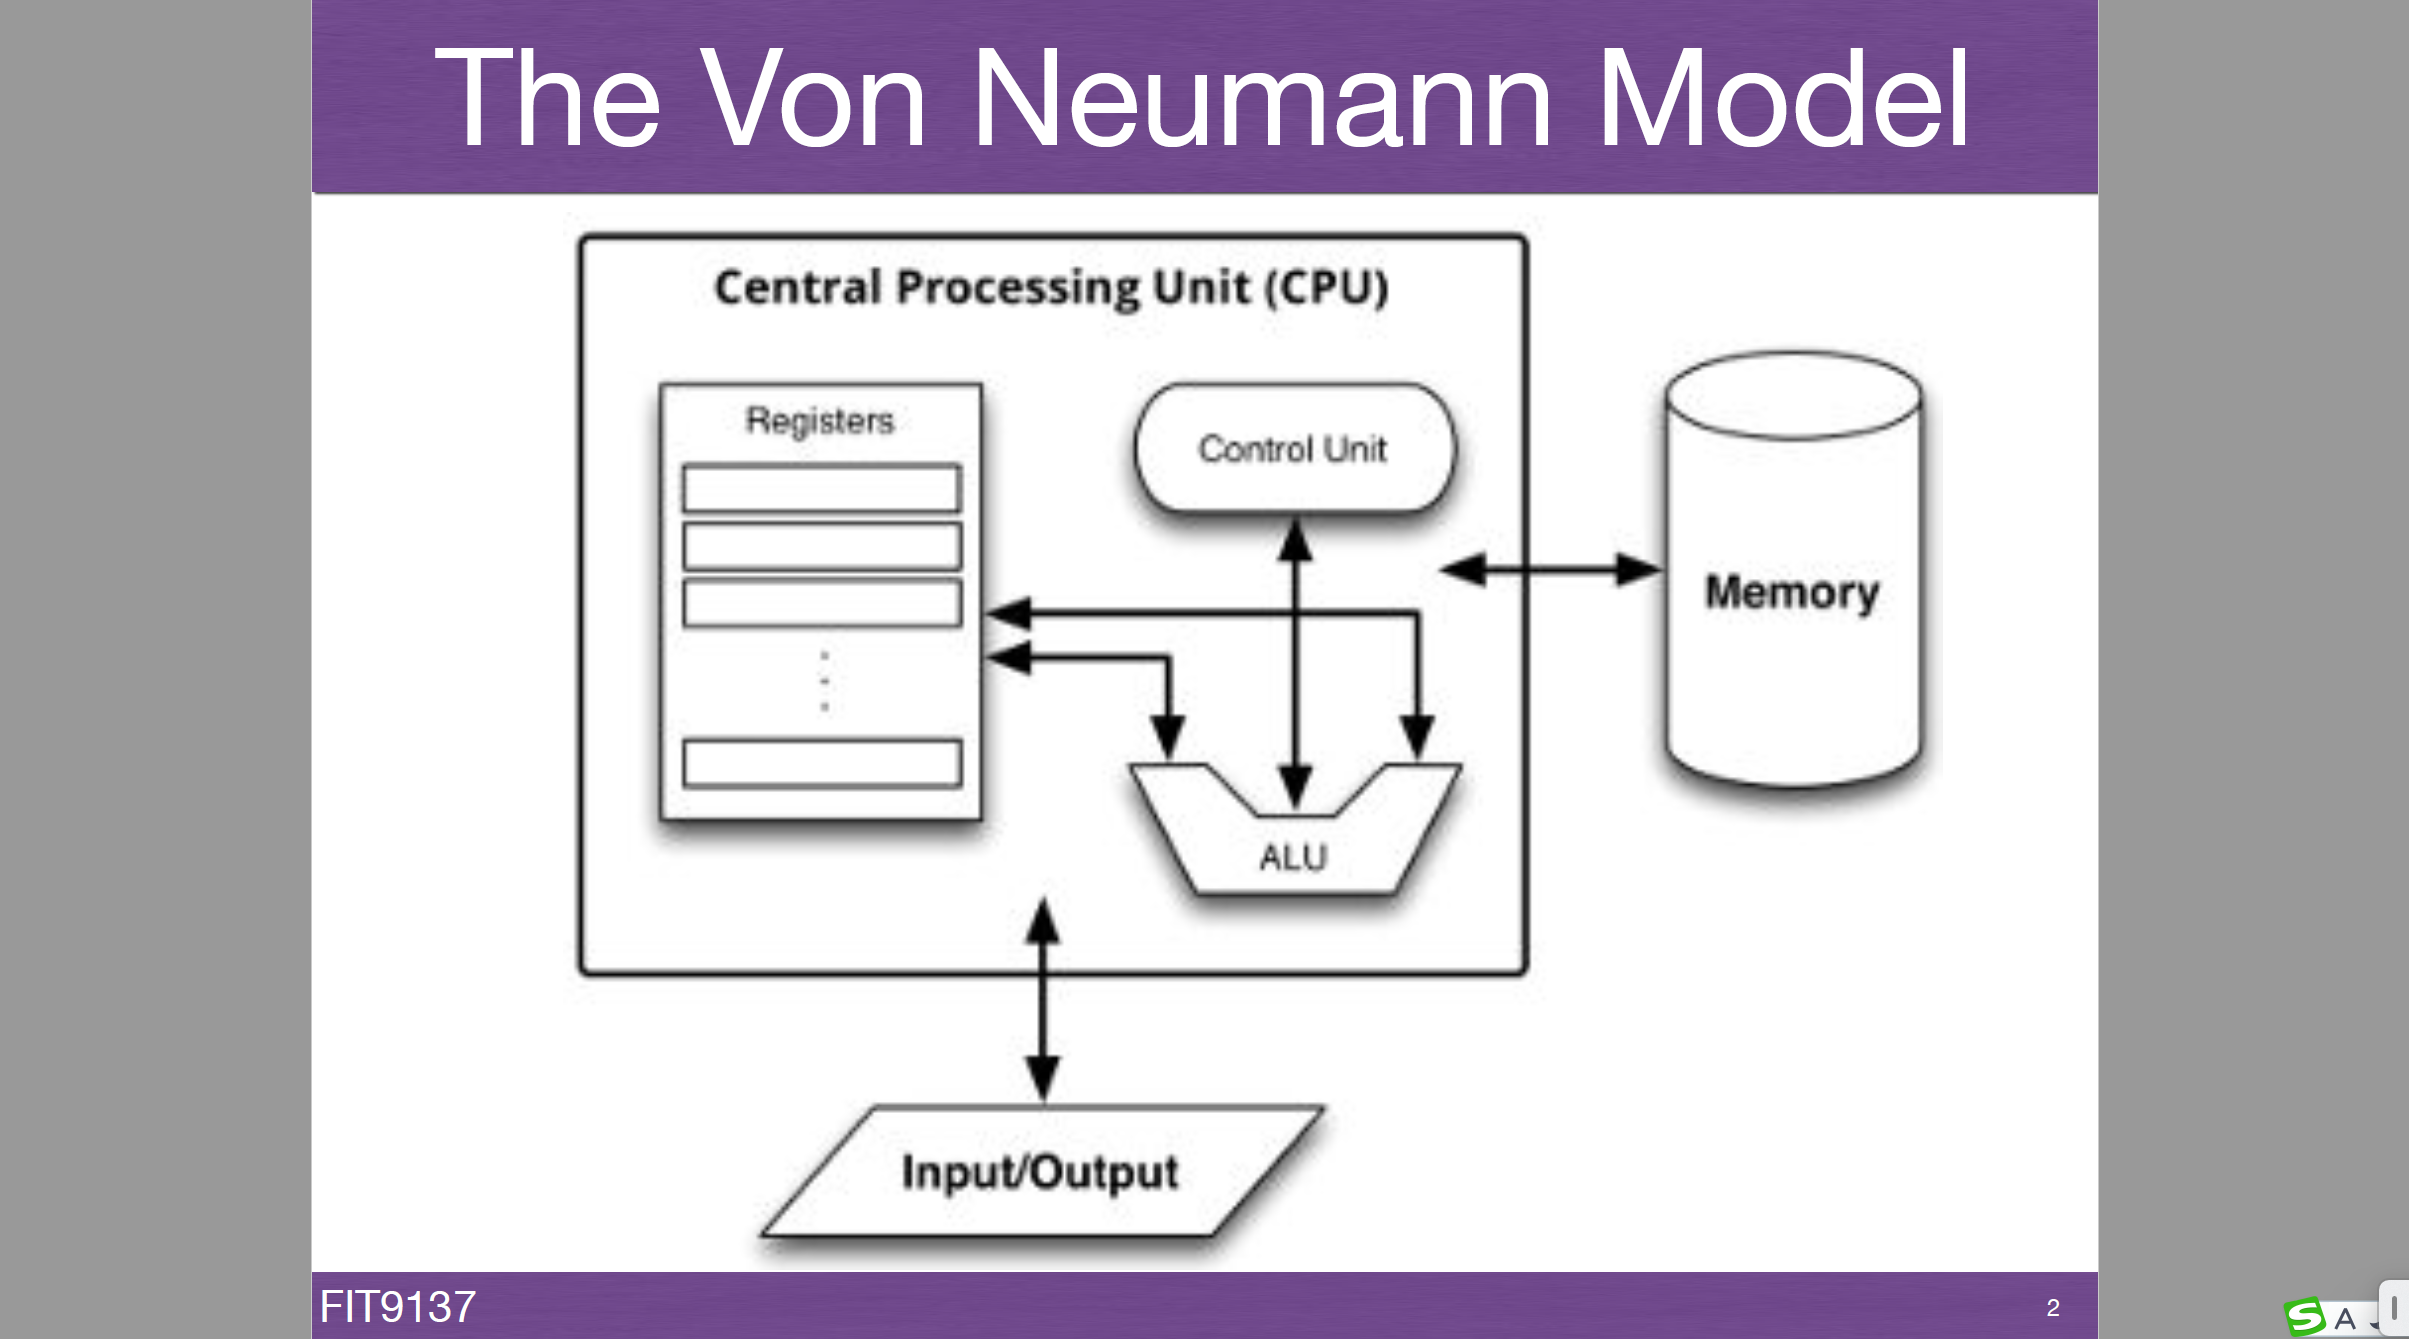 The Von Neumann Model
Central Processing Unit (CPU)
Registers
Control Unit
Memory
ALU
Input/Output
FIT9137
2
S A